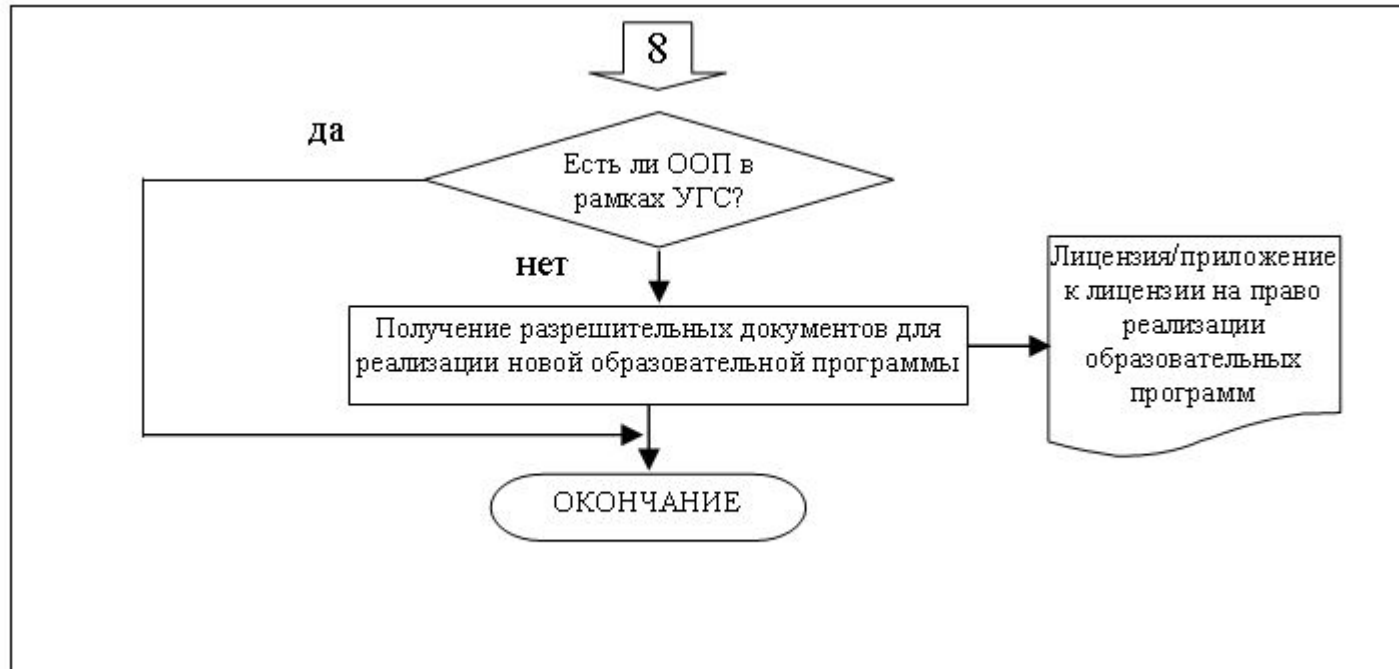 8
да
Есть ли ООП в
рамках УГС?
нет
Получение разрешительных документов для
реализации новой образовательной программы
Лицензия/приложение
к лицензии на право
реализации
образовательных
программ
ОКОНЧАНИЕ